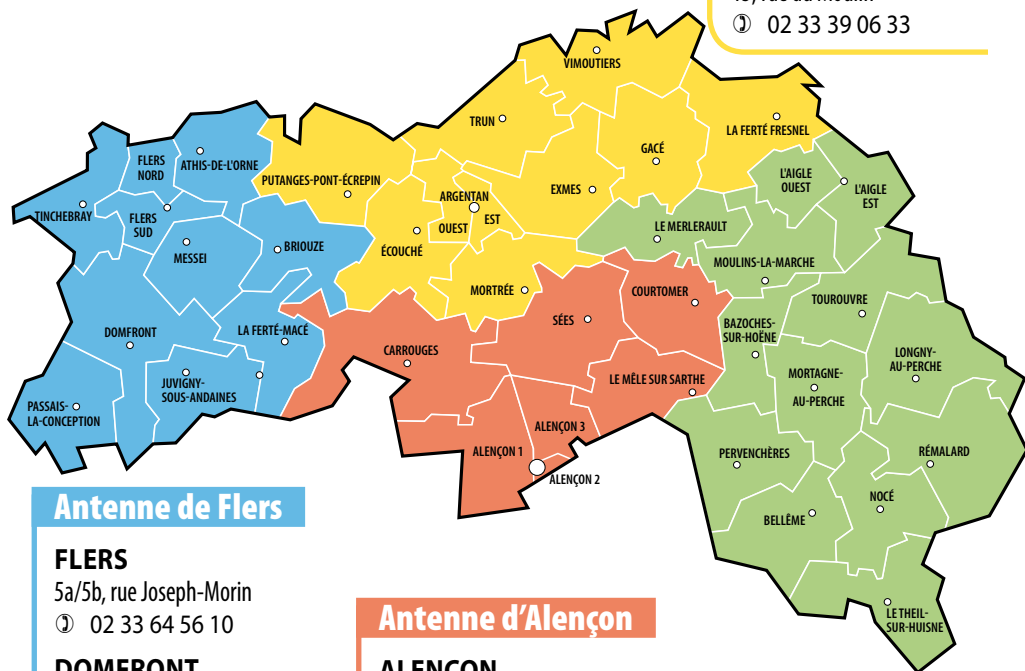 02 33 39 06 33
VIMOUTIERS
TRUN
LA FERTÉ FRESNEL
GACÉ
FLERS
NORD
ATHIS-DE-L'ORNE
PUTANGES-PONT-ÉCREPIN
EXMES
L'AIGLE
OUEST
L'AIGLE
EST
TINCHEBRAY
FLERS
SUD
ARGENTAN
OUEST
EST
LE MERLERAULT
MESSEI
BRIOUZE
ÉCOUCHÉ
MOULINS-LA-MARCHE
MORTRÉE
COURTOMER
TOUROUVRE
DOMFRONT
LA FERTÉ-MACÉ
SÉES
BAZOCHES-
SUR-HOËNE
CARROUGES
LONGNY-
AU-PERCHE
JUVIGNY-
SOUS-ANDAINES
LE MÊLE SUR SARTHE
MORTAGNE-
AU-PERCHE
PASSAIS-
LA-CONCEPTION
ALENÇON 3
ALENÇON 1
PERVENCHÈRES
RÉMALARD
ALENÇON 2
NOCÉ
BELLÊME
LE THEIL-
SUR-HUISNE
Antenne de Flers
FLERS
5a/5b, rue Joseph-Morin
02 33 64 56 10
DOMFRONT
Antenne d'Alençon
ALENÇON